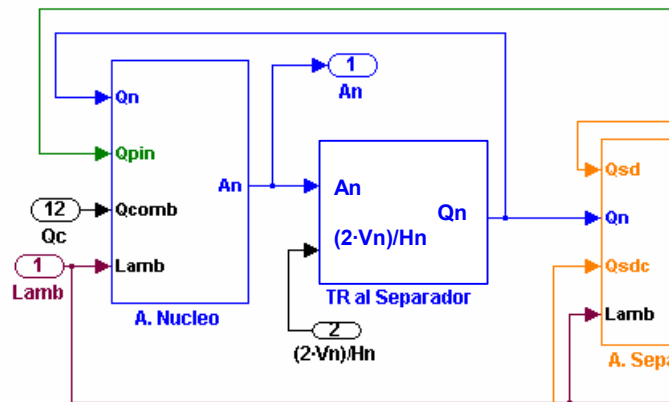 1
An
Qn
Qpin
An
12
Qcomb
Qc
1
Lamb
Lamb
A. Nucleo
An
Qn
(2·Vn)/Hn
TR al Separador
2
(2·Vn)/Hn
Qsd
Qn
Qsdc
Lamb
A. Sepa